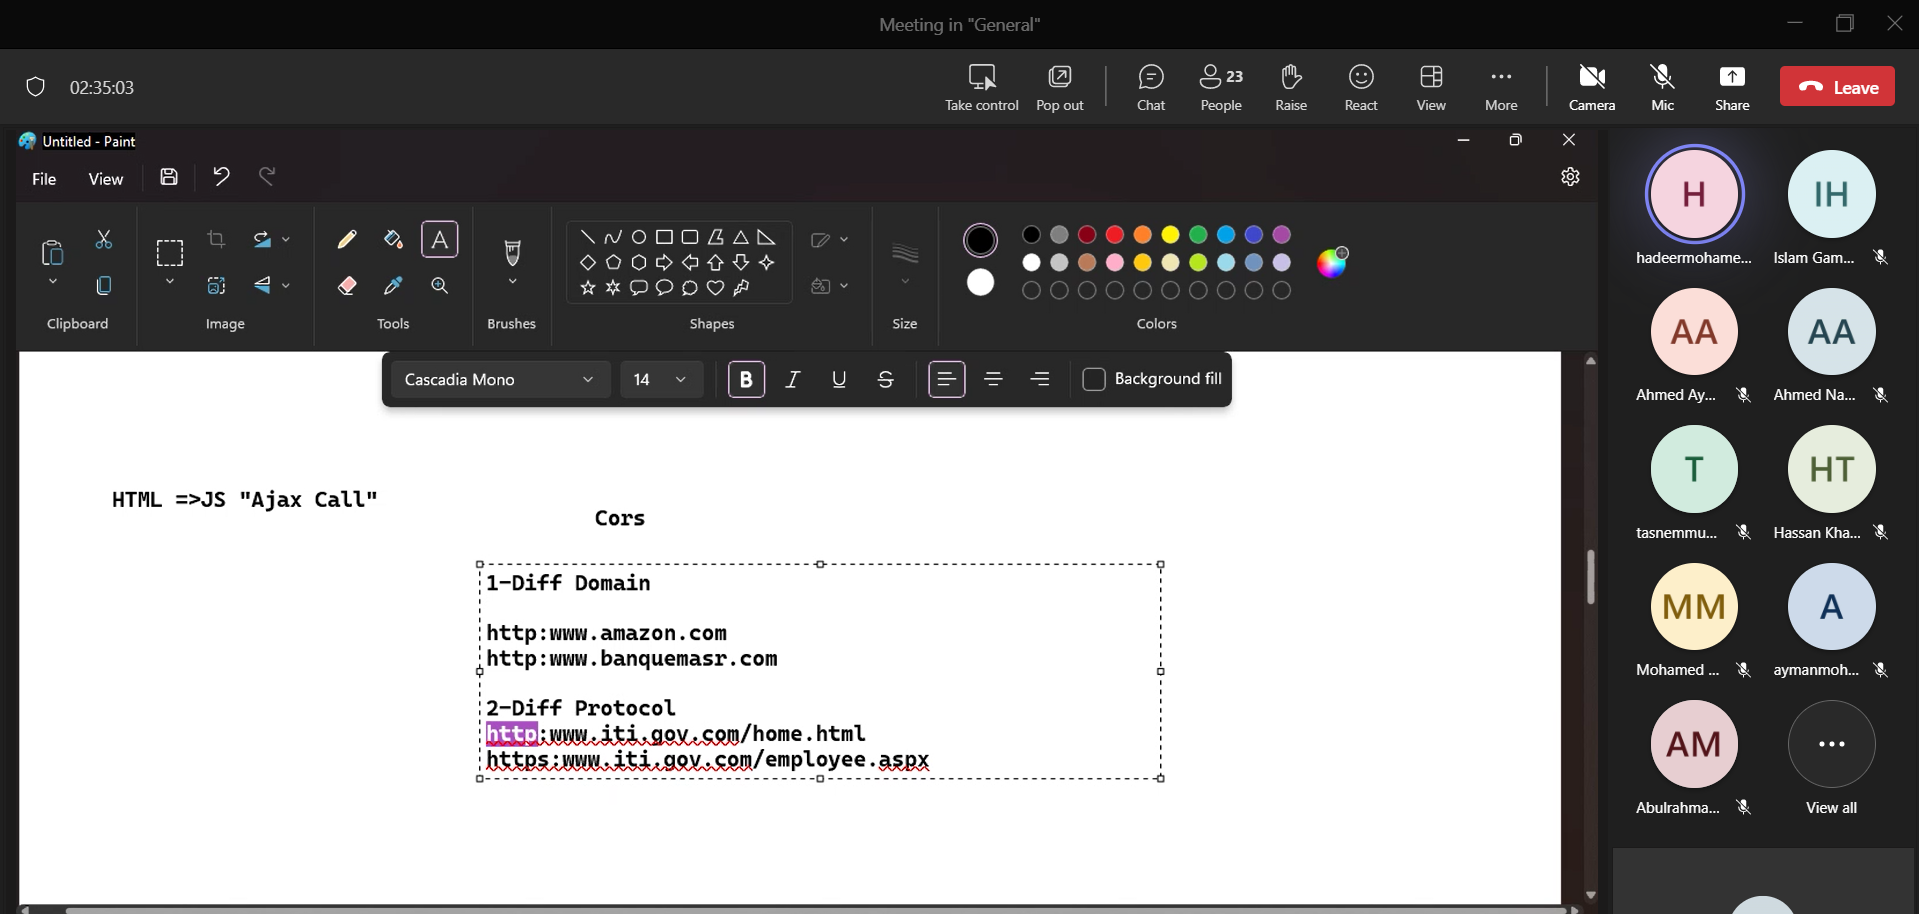 Meeting in "General"
02:35:03
Take control
Pop out
Chat
23
People
Raise
React
View
More
Camera
Mic
Share
Leave
Untitled - Paint
File
View
Clipboard
Image
A
Tools
Brushes
Shapes
Size
Colors
Cascadia Mono
14
B
I
U
S
Background fill
HTML =>JS "Ajax Call"
Cors
1-Diff Domain
http:www.amazon.com
http:www.banquemasr.com
2-Diff Protocol
http:www.iti.gov.com/home.html
https:www.iti.gov.com/employee.aspx
H
hadeermohame...
IH
Islam Gam...
AA
Ahmed Ay...
AA
Ahmed Na...
T
tasnemmu...
HT
Hassan Kha...
MM
Mohamed ...
A
aymanmoh...
AM
Abulrahma...
View all